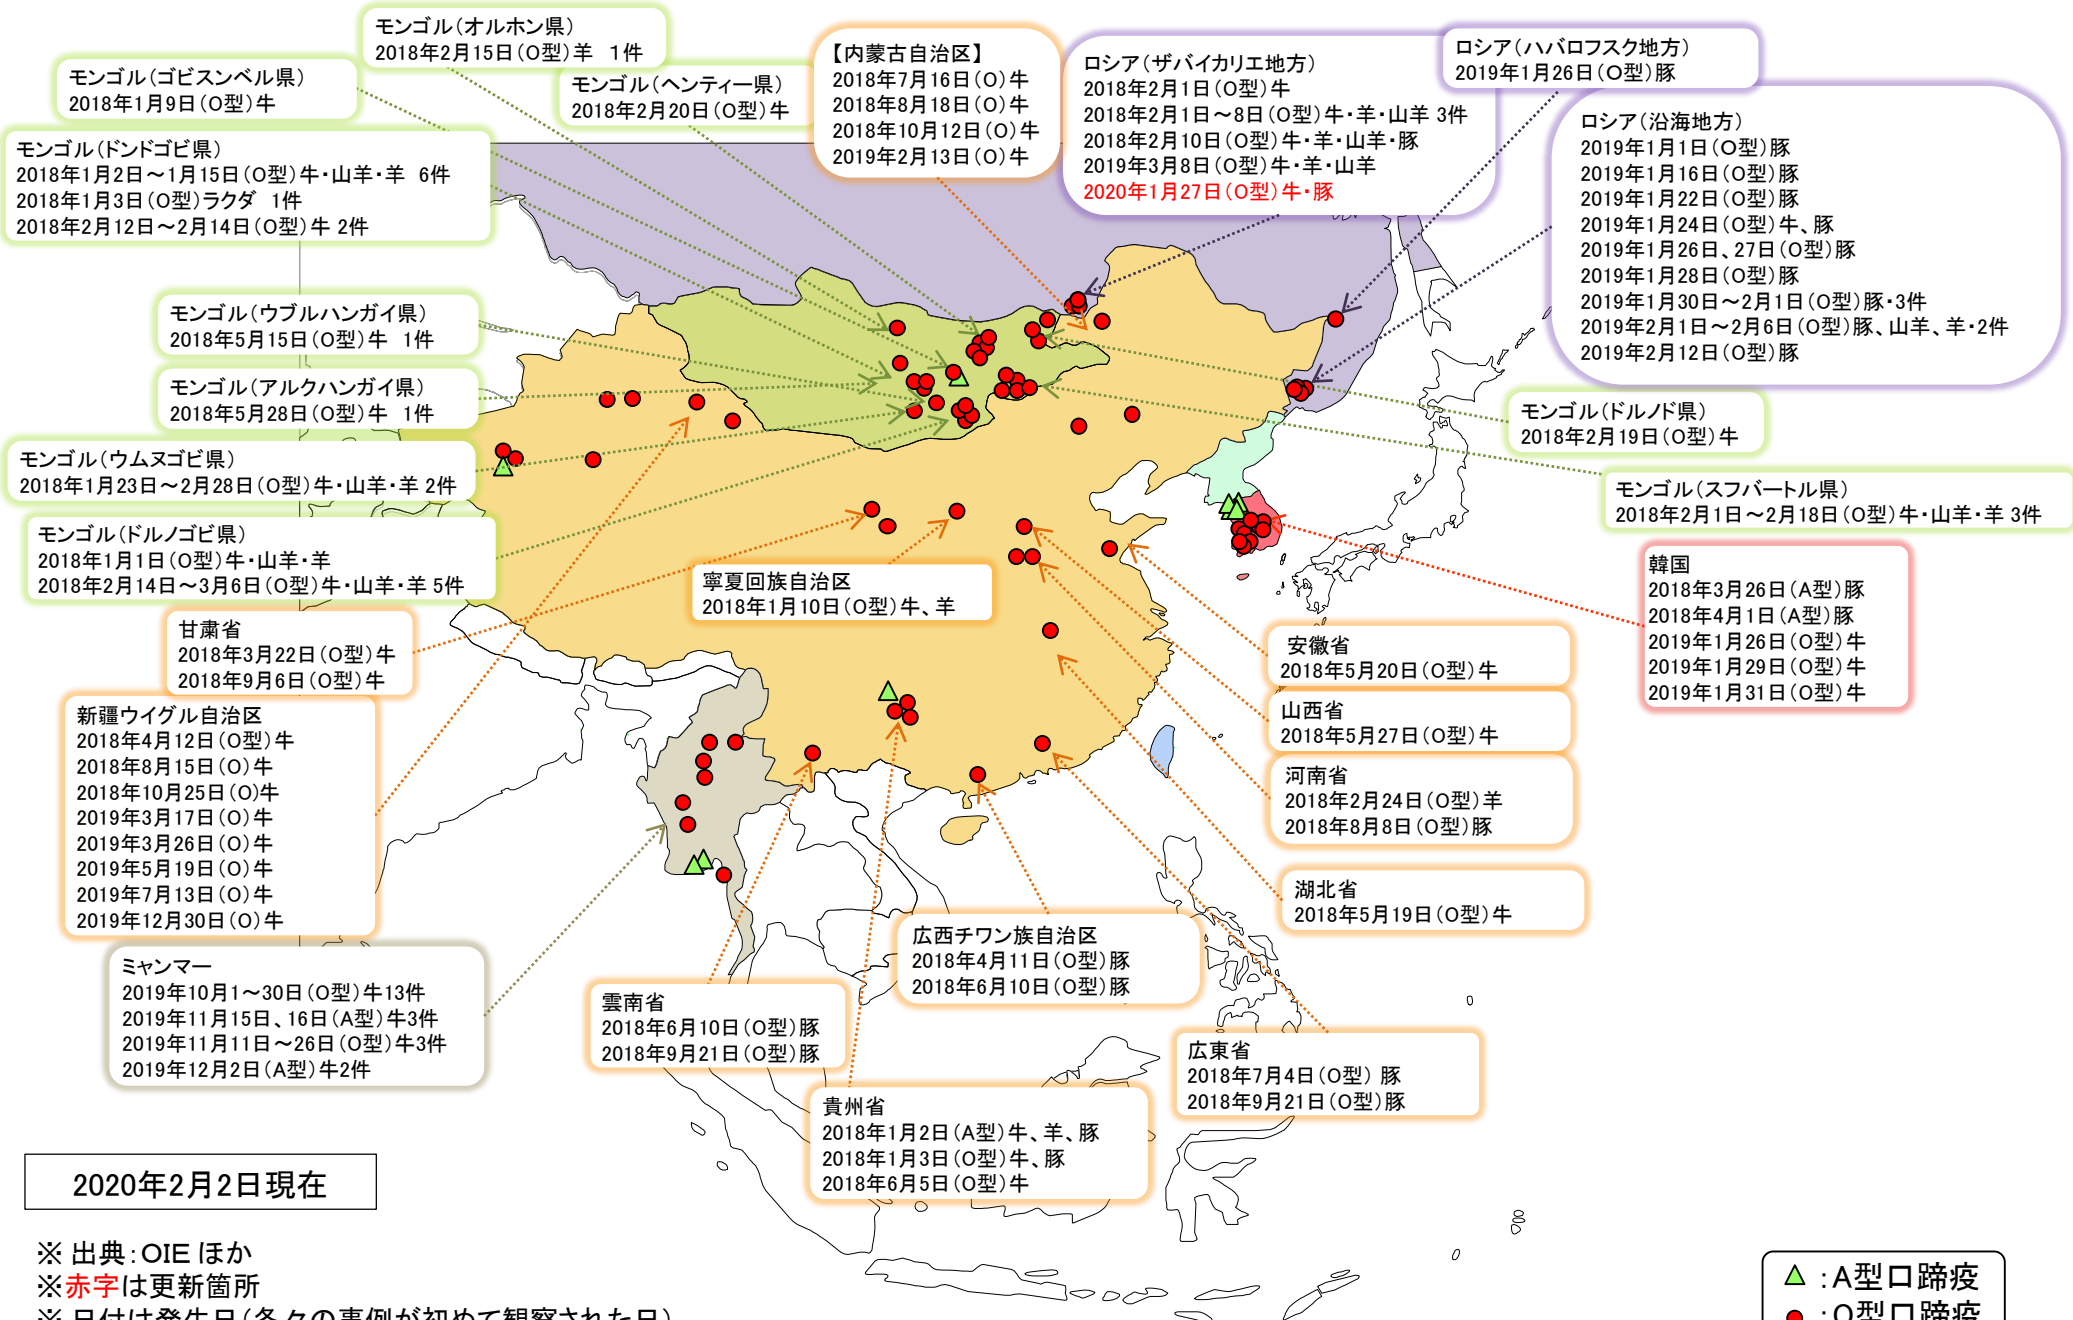 モンゴル(オルホン県)
2018年2月15日(O型)羊 1件
モンゴル(ゴビスンベル県)
2018年1月9日(O型)牛
モンゴル(ヘンティー県)
2018年2月20日(O型)牛
【内蒙古自治区】
2018年7月16日(O)牛
2018年8月18日(O)牛
2018年10月12日(O)牛
2019年2月13日(O)牛
ロシア(ザバイカリエ地方)
2018年2月1日(O型)牛
2018年2月1日~8日(O型)牛・羊・山羊 3件
2018年2月10日(O型)牛・羊・山羊・豚
2019年3月8日(O型)牛・羊・山羊
2020年1月27日(O型)牛・豚
ロシア(ハバロフスク地方)
2019年1月26日(O型)豚
ロシア(沿海地方)
2019年1月1日(O型)豚
2019年1月16日(O型)豚
2019年1月22日(O型)豚
2019年1月24日(O型)牛、豚
2019年1月26日、27日(O型)豚
2019年1月28日(O型)豚
2019年1月30日~2月1日(O型)豚・3件
2019年2月1日~2月6日(O型)豚、山羊、羊・2件
2019年2月12日(O型)豚
モンゴル(ドンドゴビ県)
2018年1月2日~1月15日(O型)牛・山羊・羊 6件
2018年1月3日(O型)ラクダ 1件
2018年2月12日~2月14日(O型)牛 2件
モンゴル(ウブルハンガイ県)
2018年5月15日(O型)牛 1件
モンゴル(アルクハンガイ県)
2018年5月28日(O型)牛 1件
モンゴル(ウムヌゴビ県)
2018年1月23日~2月28日(O型)牛・山羊・羊 2件
モンゴル(ドルノゴビ県)
2018年1月1日(O型)牛・山羊・羊
2018年2月14日~3月6日(O型)牛・山羊・羊 5件
モンゴル(ドルノド県)
2018年2月19日(O型)牛
モンゴル(スフバートル県)
2018年2月1日~2月18日(O型)牛・山羊・羊 3件
韓国
2018年3月26日(A型)豚
2018年4月1日(A型)豚
2019年1月26日(O型)牛
2019年1月29日(O型)牛
2019年1月31日(O型)牛
寧夏回族自治区
2018年1月10日(O型)牛、羊
甘粛省
2018年3月22日(O型)牛
2018年9月6日(O型)牛
安徽省
2018年5月20日(O型)牛
山西省
2018年5月27日(O型)牛
河南省
2018年2月24日(O型)羊
2018年8月8日(O型)豚
湖北省
2018年5月19日(O型)牛
新疆ウイグル自治区
2018年4月12日(O型)牛
2018年8月15日(O)牛
2018年10月25日(O)牛
2019年3月17日(O)牛
2019年3月26日(O)牛
2019年5月19日(O)牛
2019年7月13日(O)牛
2019年12月30日(O)牛
ミャンマー
2019年10月1~30日(O型)牛13件
2019年11月15日、16日(A型)牛3件
2019年11月11日~26日(O型)牛3件
2019年12月2日(A型)牛2件
雲南省
2018年6月10日(O型)豚
2018年9月21日(O型)豚
広西チワン族自治区
2018年4月11日(O型)豚
2018年6月10日(O型)豚
貴州省
2018年1月2日(A型)牛、羊、豚
2018年1月3日(O型)牛、豚
2018年6月5日(O型)牛
広東省
2018年7月4日(O型) 豚
2018年9月21日(O型)豚
2020年2月2日現在
※ 出典:OIE ほか
※赤字は更新箇所
※ 日付は発生日(各々の事例が初めて観察された日)
:A型口蹄疫
:O型口蹄疫